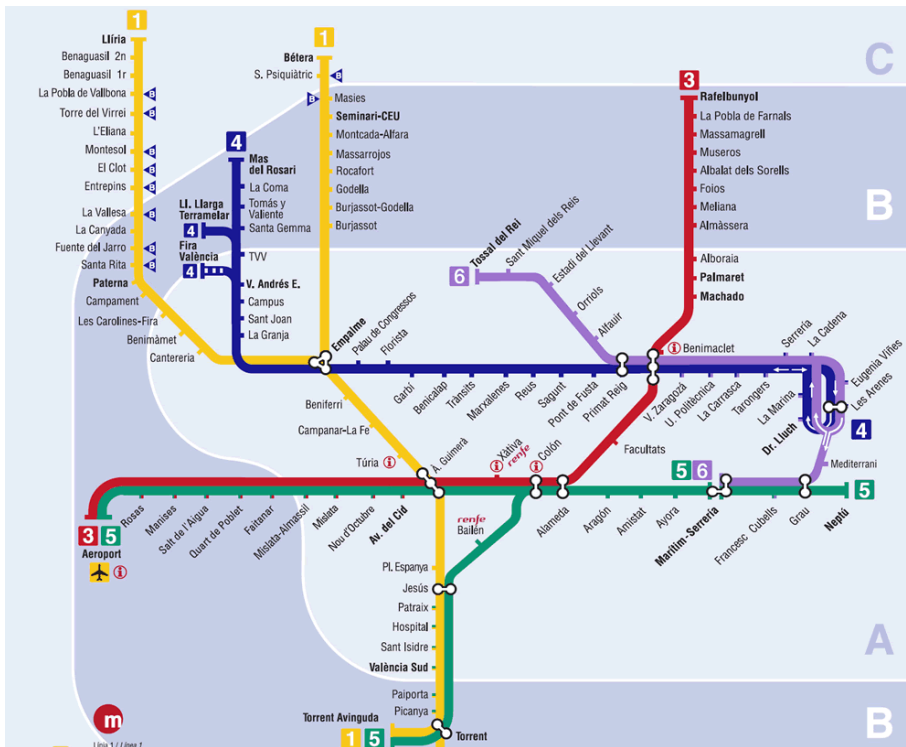 1
Llíria
Benaguasil 2n
Benaguasil 1r
La Pobla de Vallbona
B
Torre del Virrei
B
L'Eliana
Montesol
B
El Clot
B
Entrepins
B
La Vallesa
B
La Canyada
Fuente del Jarro
B
Santa Rita
B
Paterna
Campament
Les Carolines-Fira
Benimàmet
Cantereria
4
Mas
del Rosari
La Coma
Tomás y
Valiente
Santa Gemma
Ll. Llarga
Terramelar
4
Fira
València
4
TVV
V. Andrés E.
Campus
Sant Joan
La Granja
1
Bétera
S. Psiquiàtric
B
B
Masies
Seminari-CEU
Montcada-Alfara
Massarrojos
Rocafort
Godella
Burjassot-Godella
Burjassot
Empalme
Palau de Congressos
Florista
Garbí
Benicalap
Trànsits
Marxalenes
Reus
Sagunt
Pont de Fusta
Primat Reig
V. Zaragozá
U. Politècnica
La Carrasca
Tarongers
Serrería
La Cadena
Eugenia Viñes
Les Arenes
La Marina
Dr. Lluch
4
6
Tossal del Rei
Sant Miquel dels Reis
Estadi del Llevant
Orriols
Alfauir
3
Rafelbunyol
La Pobla de Farnals
Massamagrell
Museros
Albalat dels Sorells
Foios
Meliana
Almàssera
Alboraia
Palmaret
Machado
i
Benimaclet
Facultats
C
B
A
B
Beniferri
Campanar-La Fe
Túria
i
À. Guimerà
i
Xàtiva
renfe
i
Colón
3
5
Aeroport
i
Rosas
Manises
Salt de l'Aigua
Quart de Poblet
Faitanar
Mislata-Almassil
Mislata
Nou d'Octubre
Av. del Cid
renfe
Bailén
Alameda
Aragón
Amistat
Ayora
5
6
Marítim-Serrería
Francesc Cubells
Grau
Mediterrani
Neptú
5
Pl. Espanya
Jesús
Patraix
Hospital
Sant Isidre
València Sud
Paiporta
Picanya
Torrent Avinguda
1
5
Torrent
m
Línia 1 / Línea 1